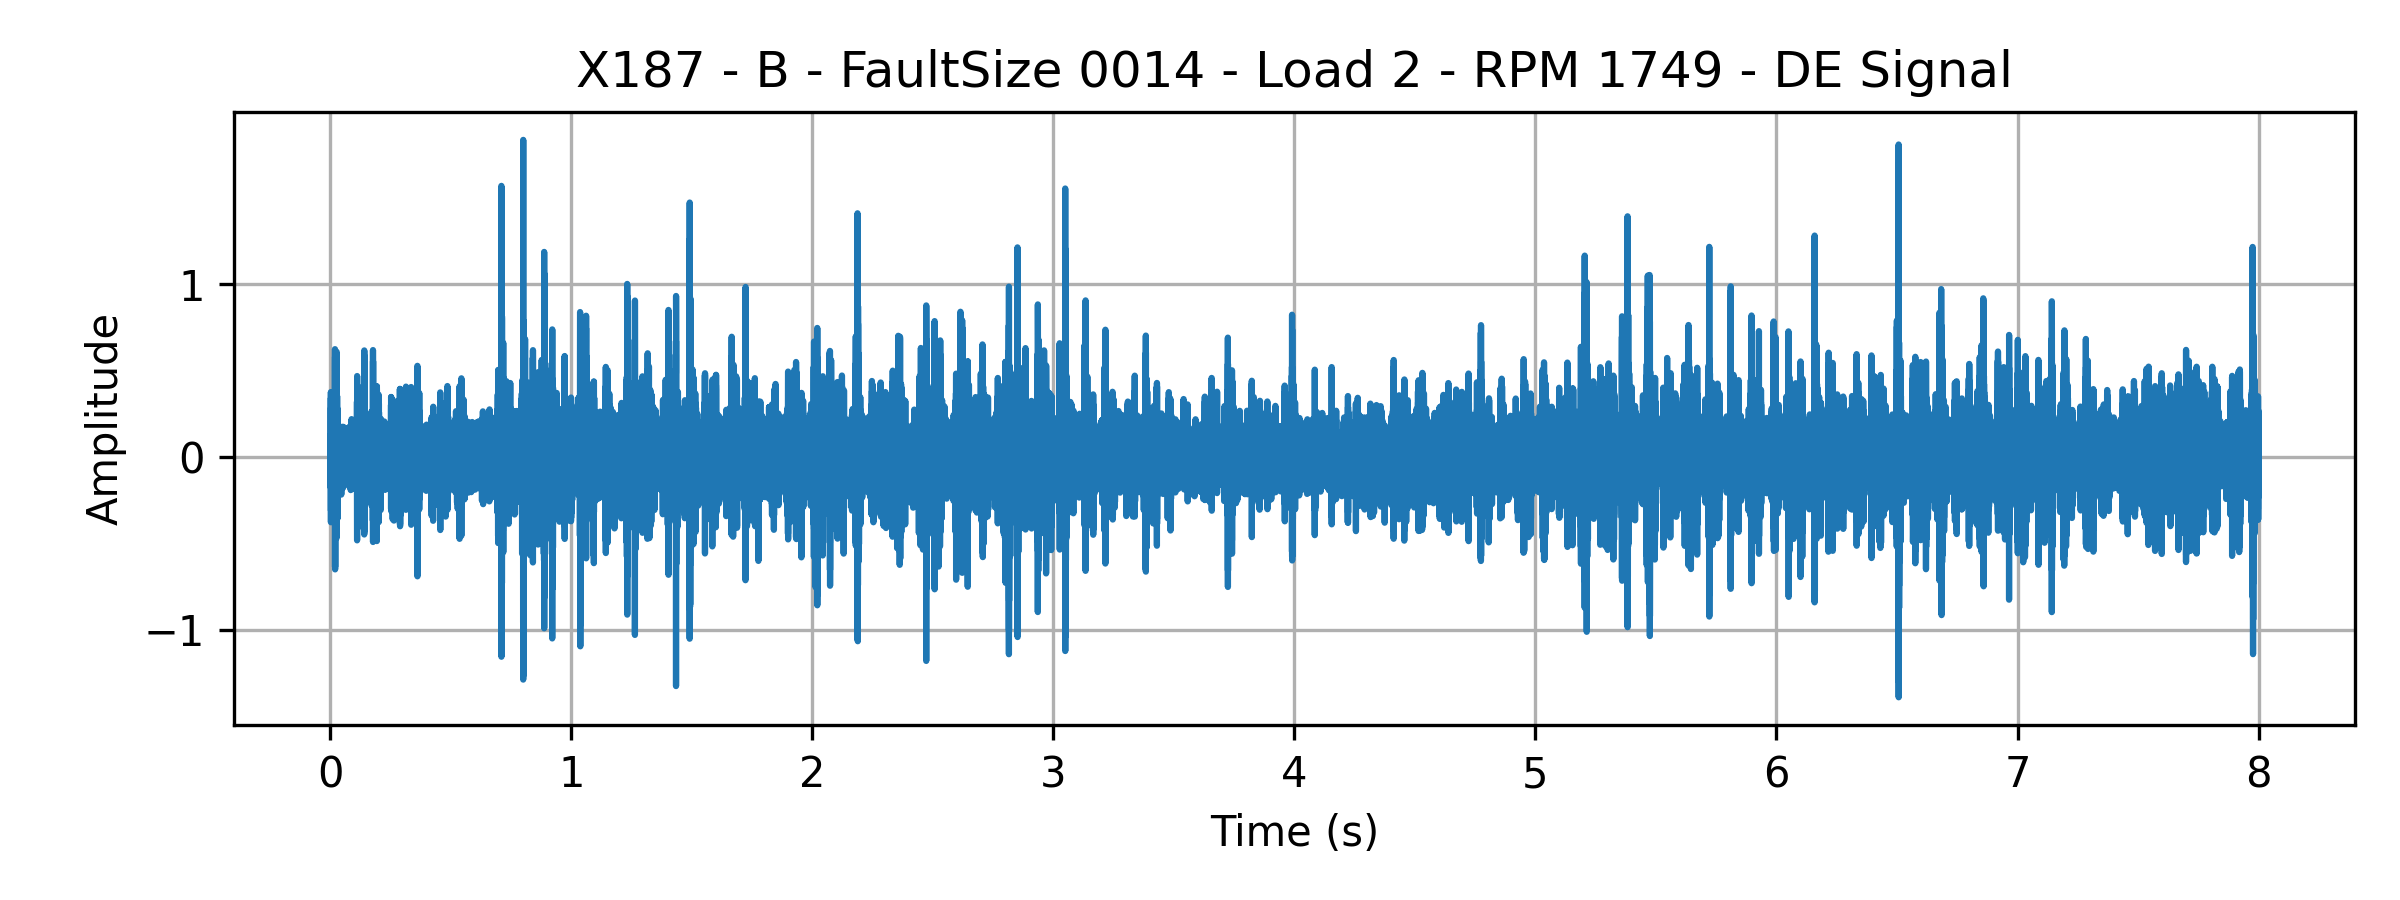 X187 - B - FaultSize 0014 - Load 2 - RPM 1749 - DE Signal
Amplitude
1
0
−1
0 1 2 3 4 5 6 7 8
Time (s)